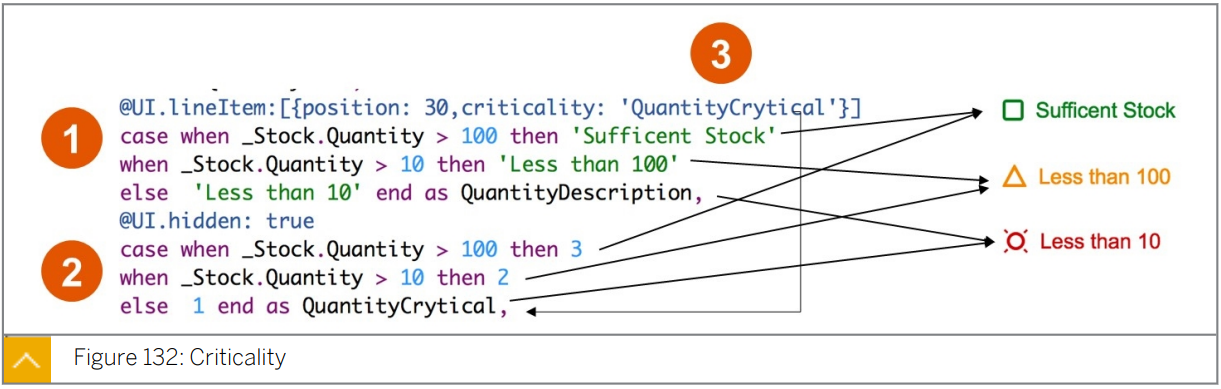 3
1
2
@UI.lineItem:[{position: 30,criticality: 'QuantityCrytical'}]
case when _Stock.Quantity > 100 then 'Sufficent Stock'
when _Stock.Quantity > 10 then 'Less than 100'
else 'Less than 10' end as QuantityDescription,
@UI.hidden: true
case when _Stock.Quantity > 100 then 3
when _Stock.Quantity > 10 then 2
else 1 end as QuantityCrytical,
Sufficent Stock
Less than 100
Less than 10
Figure 132: Criticality